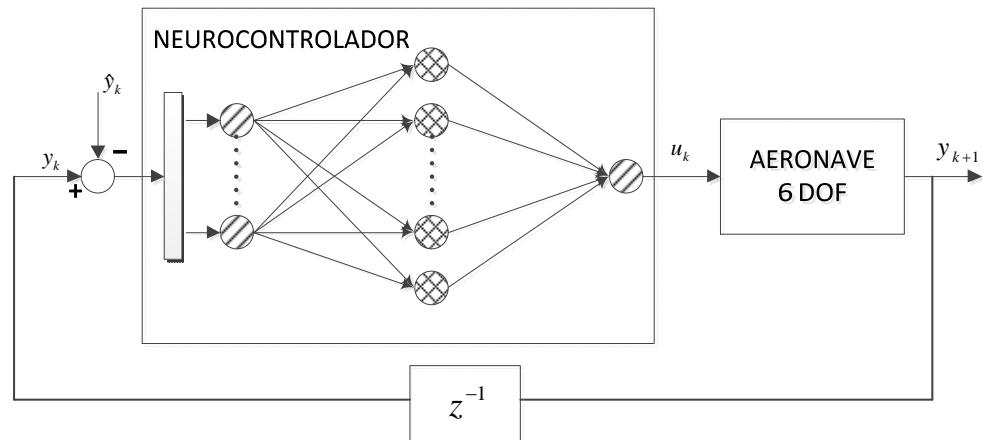 NEUROCONTROLADOR
ŷ_k
−
y_k
+
u_k
AERONAVE
6 DOF
y_{k+1}
z^{-1}